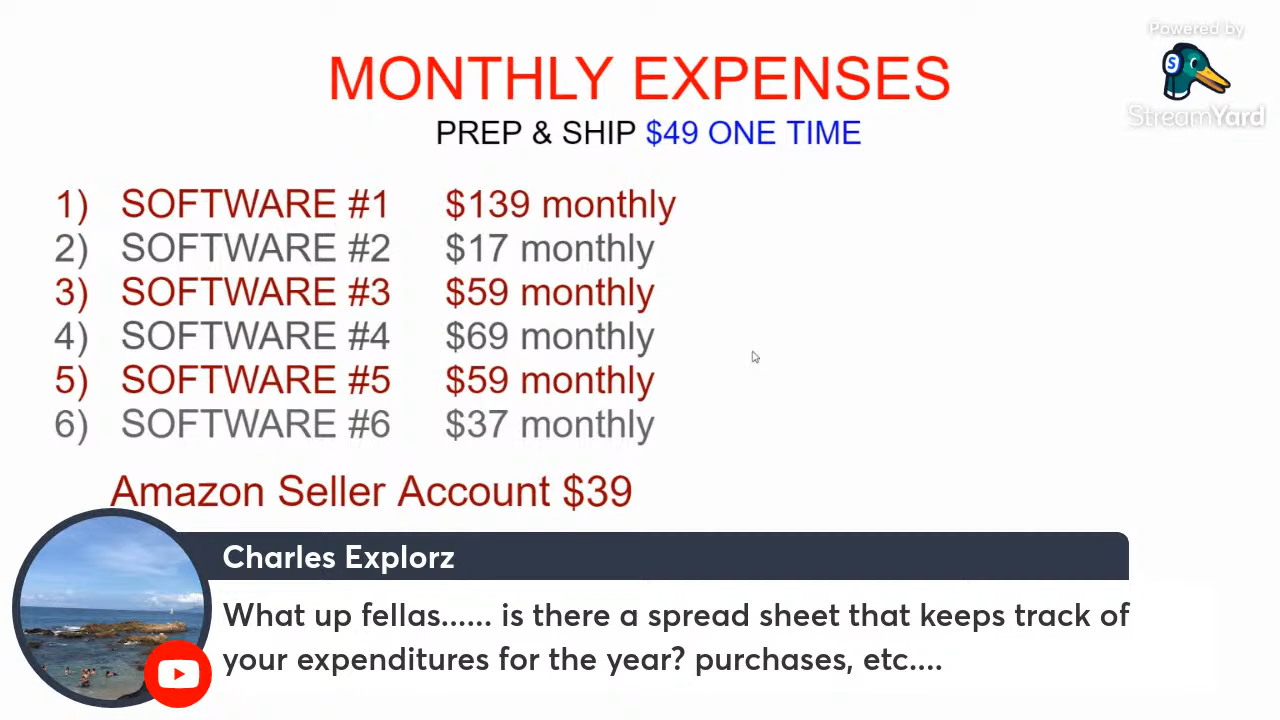 Powered by
StreamYard
MONTHLY EXPENSES
PREP & SHIP $49 ONE TIME
1) SOFTWARE #1 $139 monthly
2) SOFTWARE #2 $17 monthly
3) SOFTWARE #3 $59 monthly
4) SOFTWARE #4 $69 monthly
5) SOFTWARE #5 $59 monthly
6) SOFTWARE #6 $37 monthly
Amazon Seller Account $39
Charles Explorz
What up fellas...... is there a spread sheet that keeps track of
your expenditures for the year? purchases, etc....